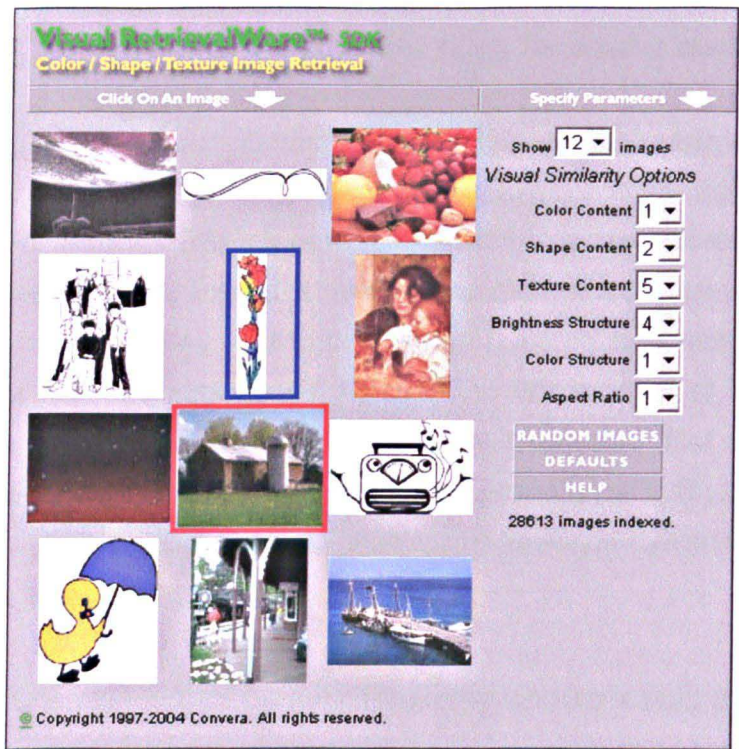 Visual RetrievalWare™ SDK
Color / Shape / Texture Image Retrieval
Click On An Image
Specify Parameters
Show 12 images
Visual Similarity Options
Color Content 1
Shape Content 2
Texture Content 5
Brightness Structure 4
Color Structure 1
Aspect Ratio 1
RANDOM IMAGES
DEFAULTS
HELP
28613 images indexed.
© Copyright 1997-2004 Convera. All rights reserved.